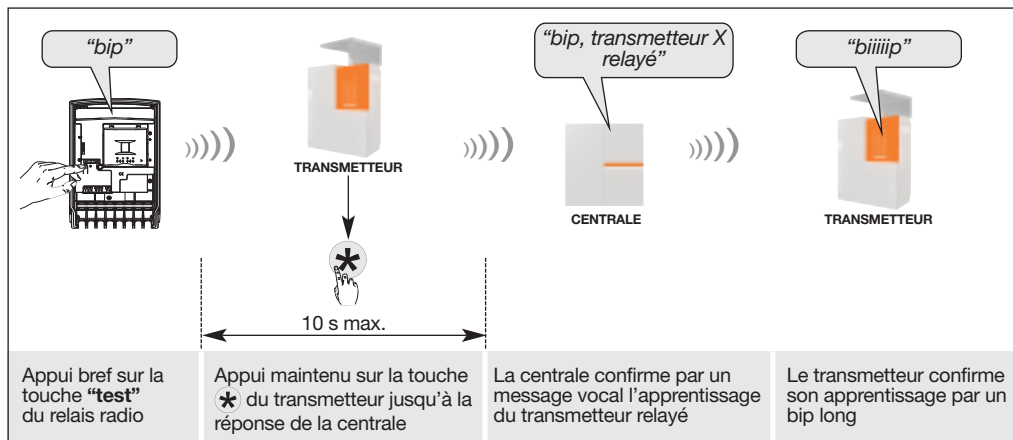 “bip”
TRANSMETTEUR
“bip, transmetteur X
relayé”
CENTRALE
“biiiiip”
TRANSMETTEUR
10 s max.
Appui bref sur la
touche “test”
du relais radio
Appui maintenu sur la touche
* du transmetteur jusqu’à la
réponse de la centrale
La centrale confirme par un
message vocal l’apprentissage
du transmetteur relayé
Le transmetteur confirme
son apprentissage par un
bip long